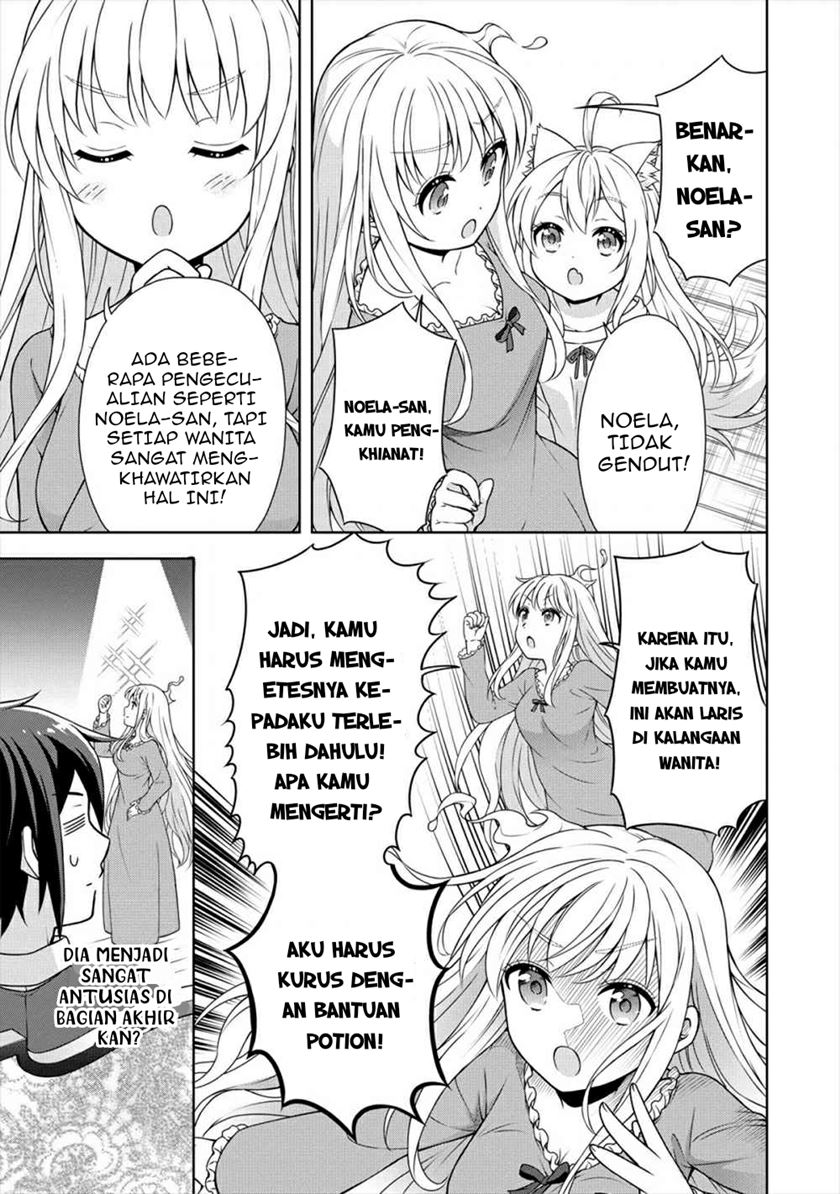 BENAR-
KAN,
NOELA-
SAN?
NOELA,
TIDAK
GENDUT!
NOELA-SAN,
KAMU PENG-
KHIANAT!
ADA BEBE-
RAPA PENGECU-
ALIAN SEPERTI
NOELA-SAN, TAPI
SETIAP WANITA
SANGAT MENG-
KHAWATIRKAN
HAL INI!
KARENA ITU,
JIKA KAMU
MEMBUATNYA,
INI AKAN LARIS
DI KALANGAAN
WANITA!
JADI, KAMU
HARUS MENG-
ETESNYA KE-
PADAKU TERLE-
BIH DAHULU!
APA KAMU
MENGERTI?
AKU HARUS
KURUS DENG-
AN BANTUAN
POTION!
DIA MENJADI
SANGAT
ANTUSIAS DI
BAGIAN AKHIR
KAN?